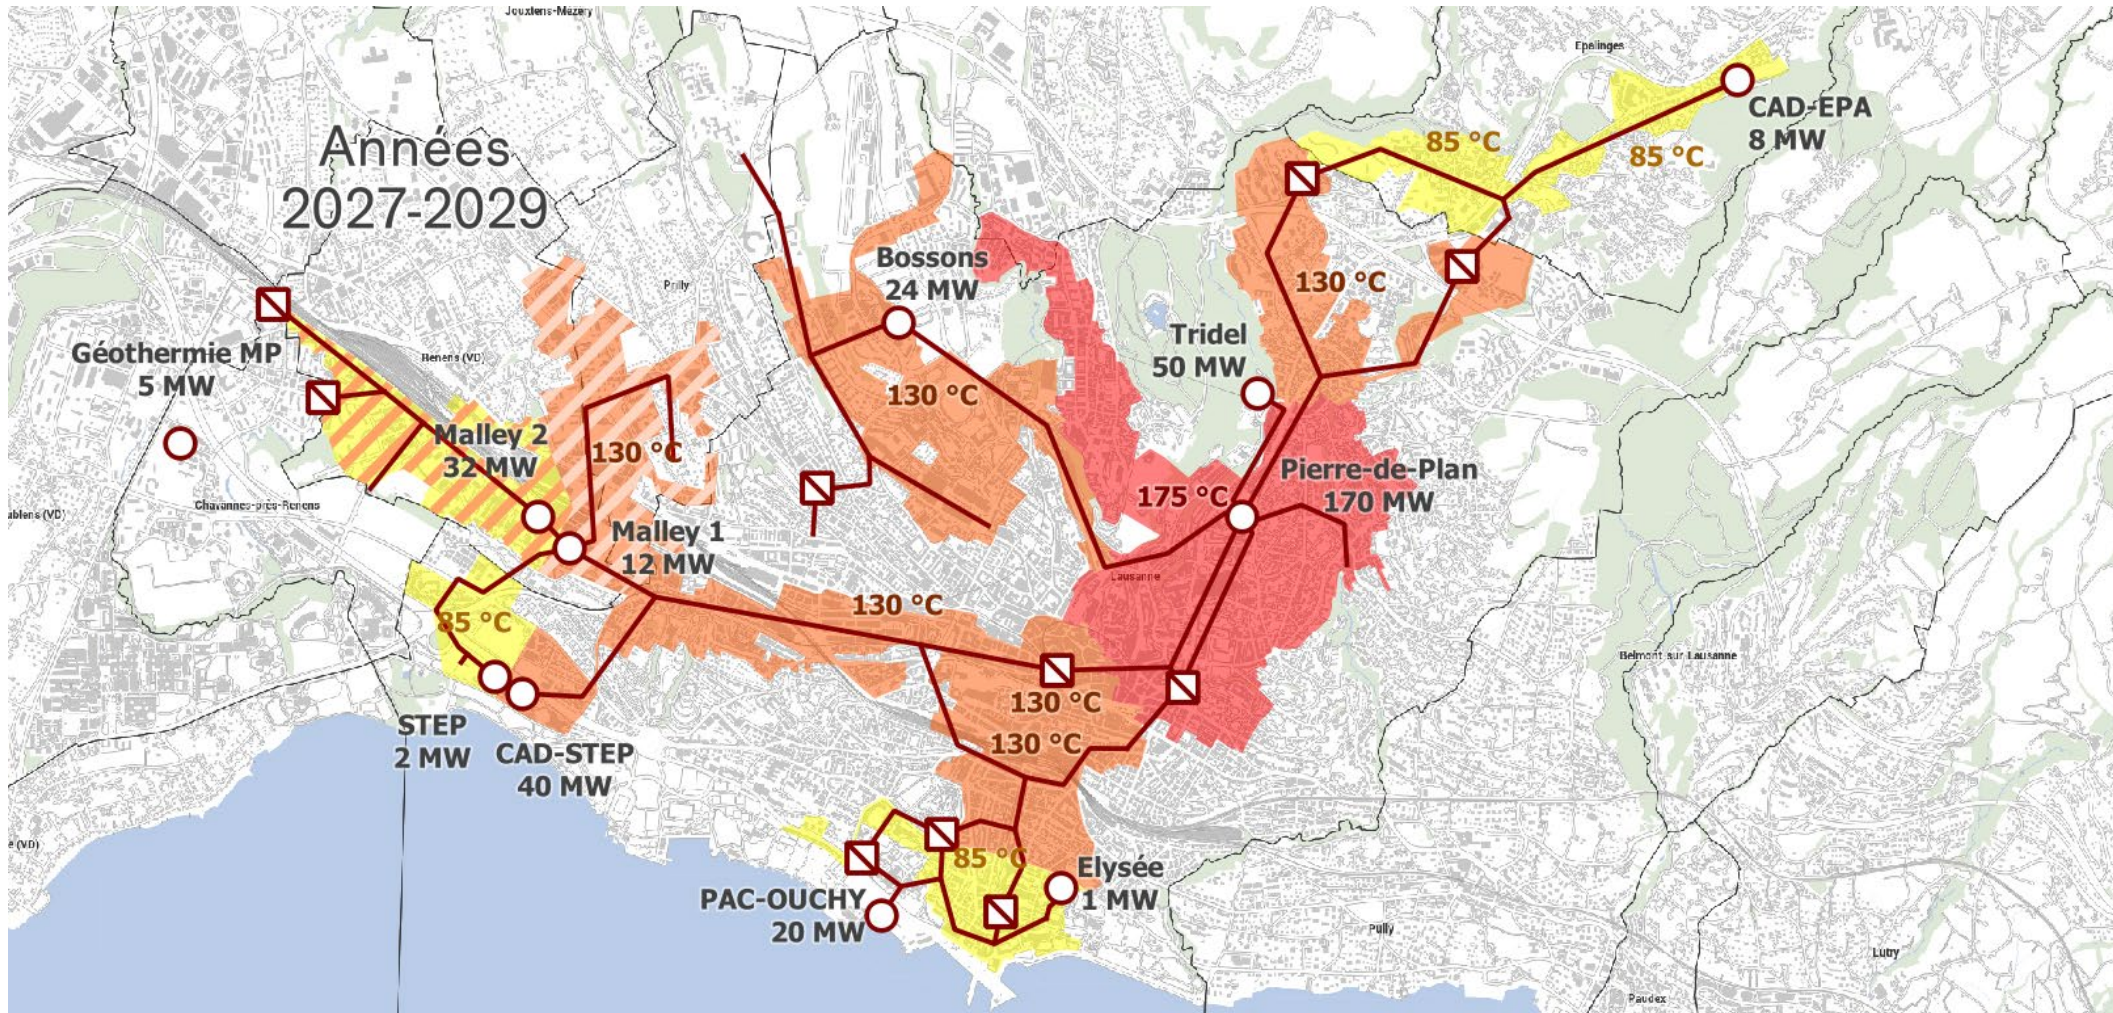 Jouxtens-Mézery
Epalinges
CAD-EPA
8 MW
85 °C
85 °C
Années
2027-2029
Bossons
24 MW
Prilly
130 °C
Tridel
50 MW
Géothermie MP
5 MW
Renens (VD)
130 °C
Malley 2
32 MW
130 °C
Pierre-de-Plan
170 MW
175 °C
Chavannes-près-Renens
ublens (VD)
Malley 1
12 MW
Lausanne
130 °C
85 °C
Belmont sur Lausanne
130 °C
STEP
2 MW
CAD-STEP
40 MW
130 °C
e (VD)
85 °C
Elysée
1 MW
PAC-OUCHY
20 MW
Pully
Lutry
Paudex